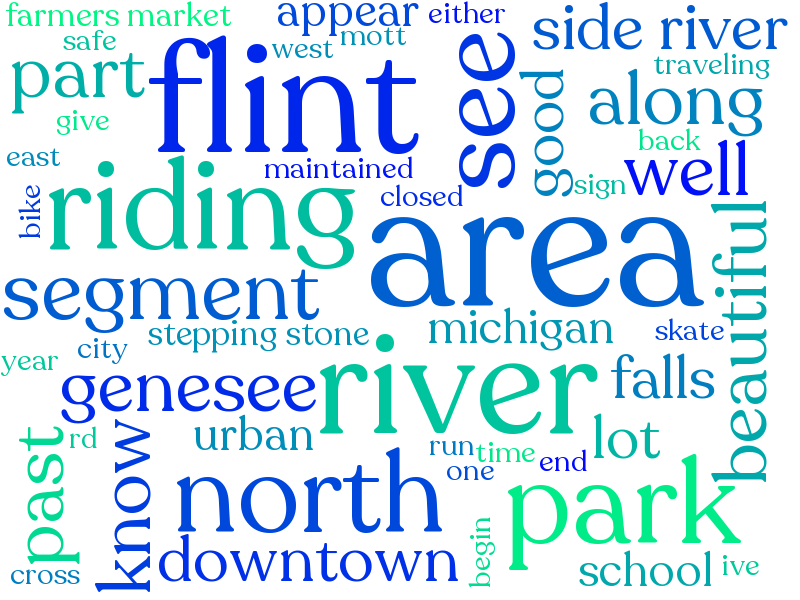 farmers market
appear
either
side river
safe
west
mott
part
flint
see
traveling
give
good
along
back
east
maintained
well
bike
riding
closed
sign
area
beautiful
segment
stepping stone
michigan
skate
city
year
genesee
river
falls
past
rd
know
urban
lot
run
time
one
end
north
park
downtown
begin
cross
school
ive